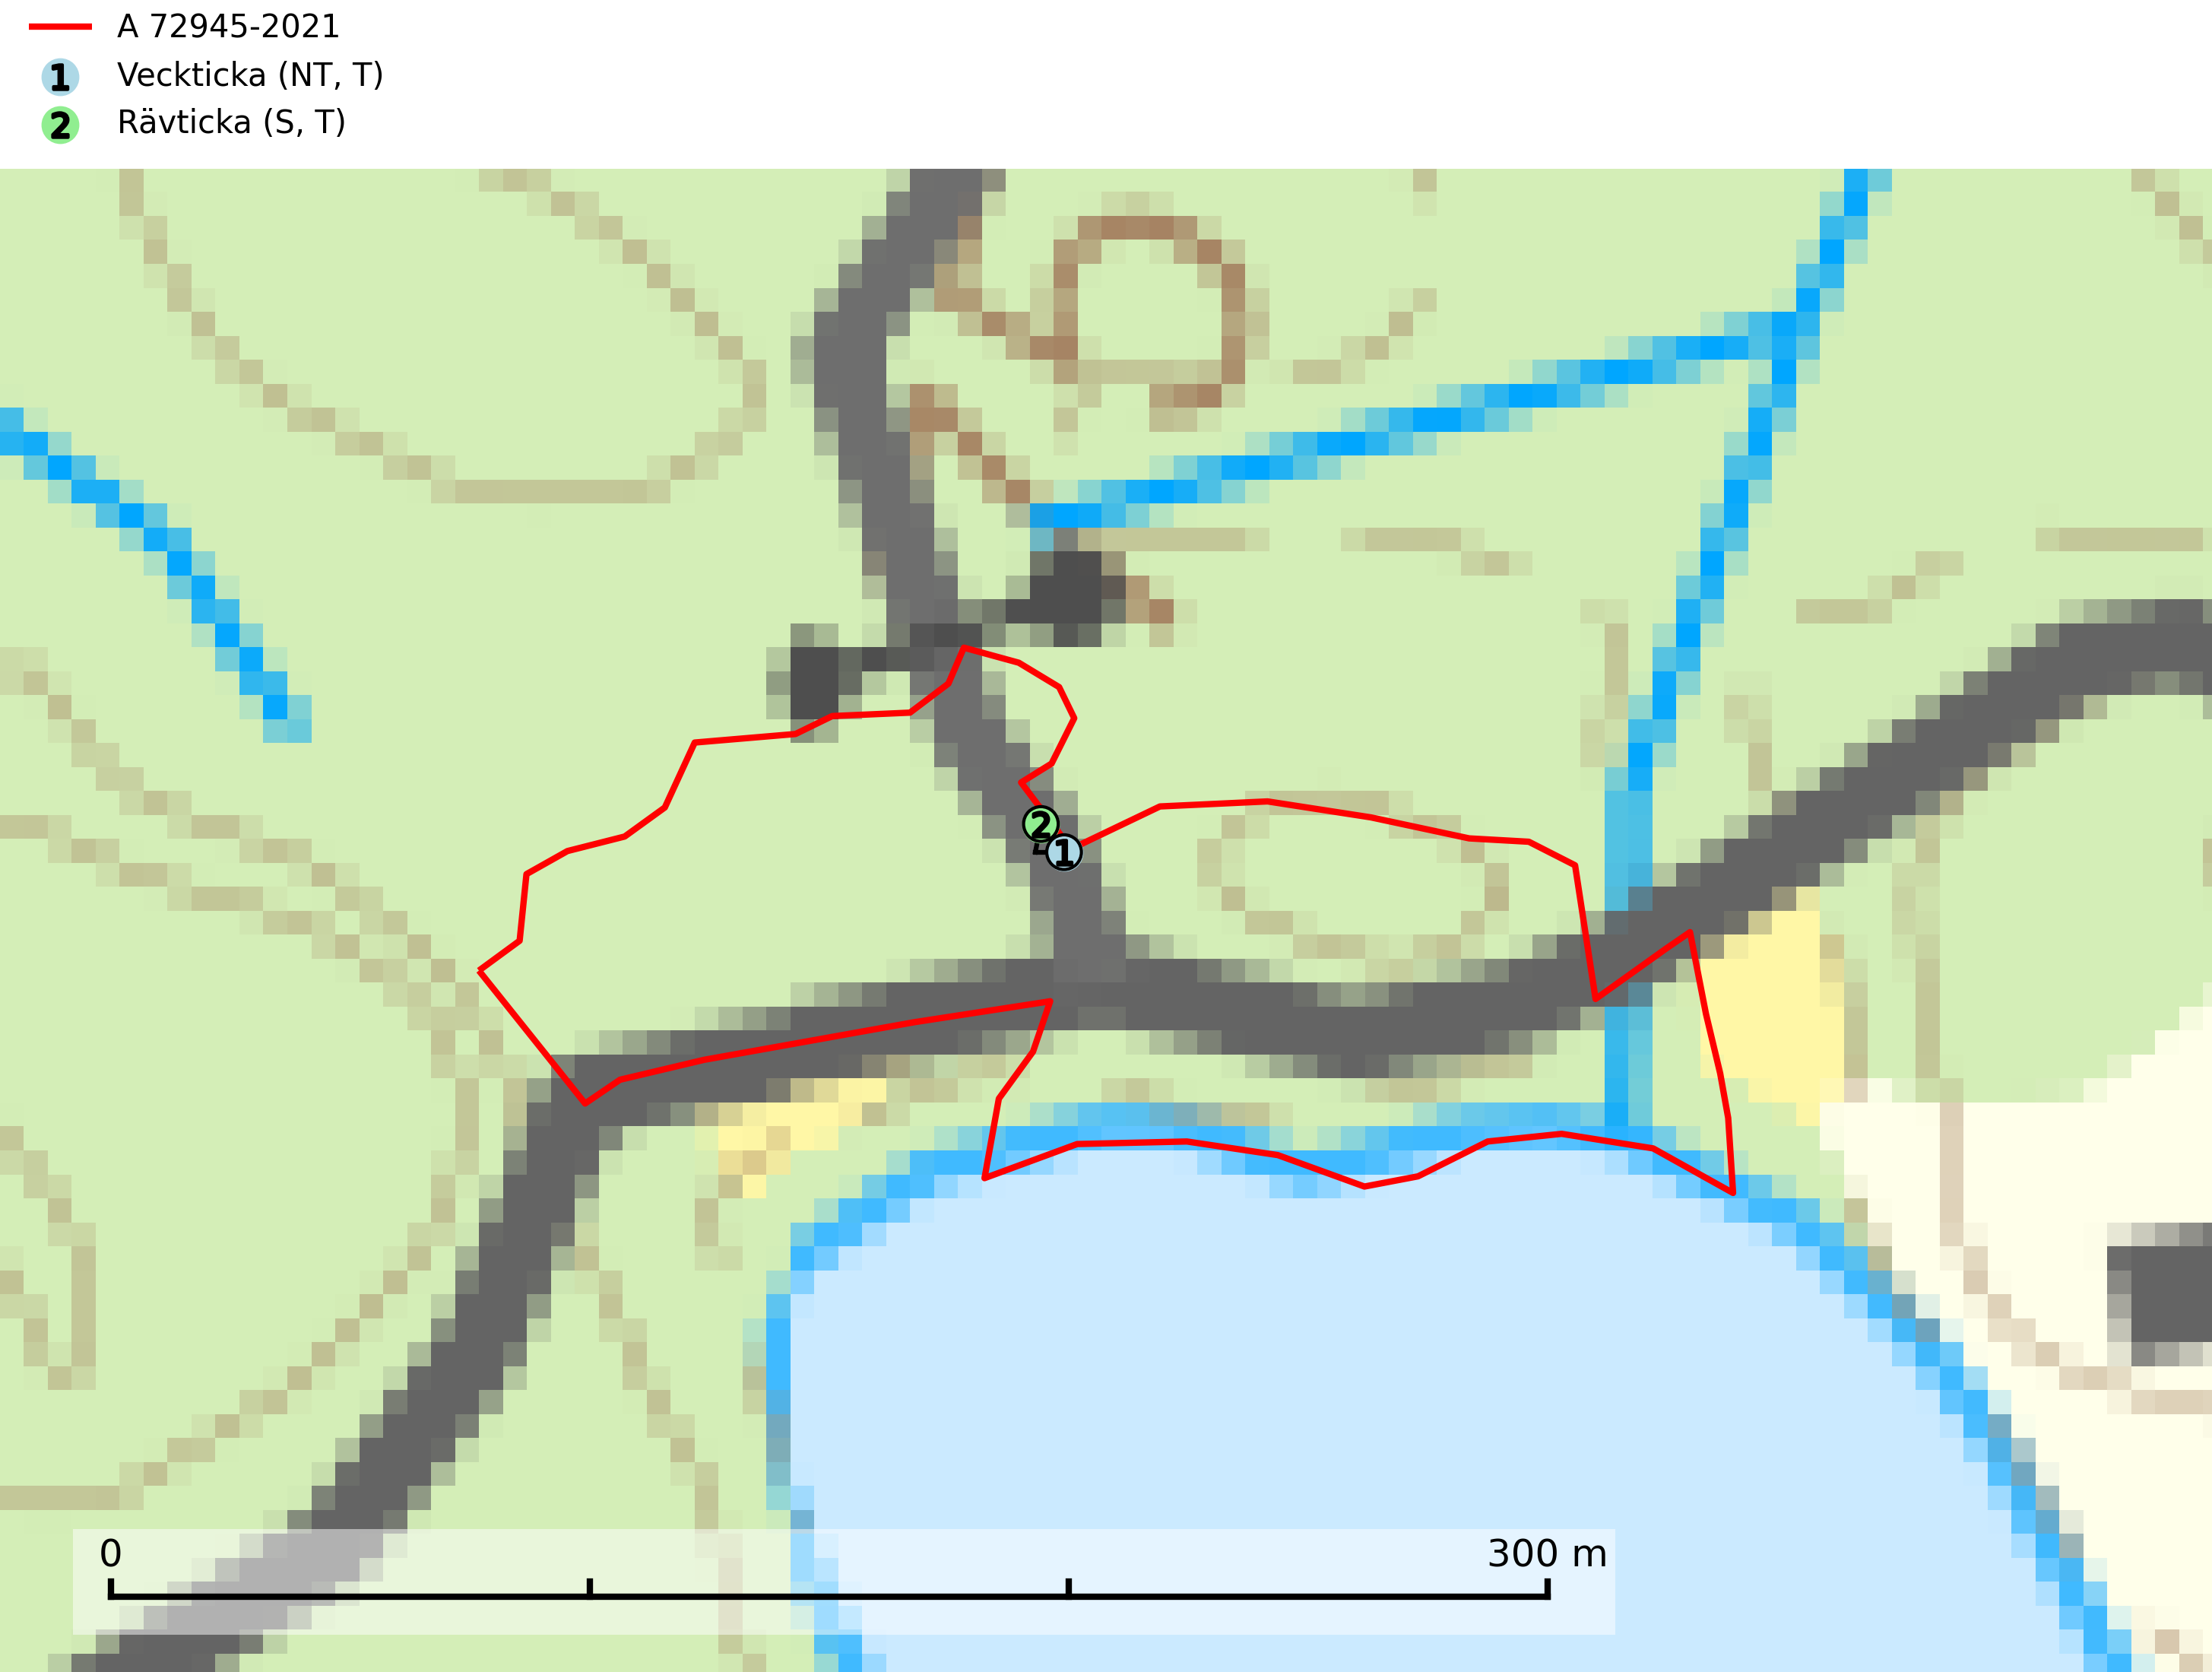 A 72945-2021
1 Veckticka (NT, T)
2 Rävticka (S, T)
2
1
0 300 m